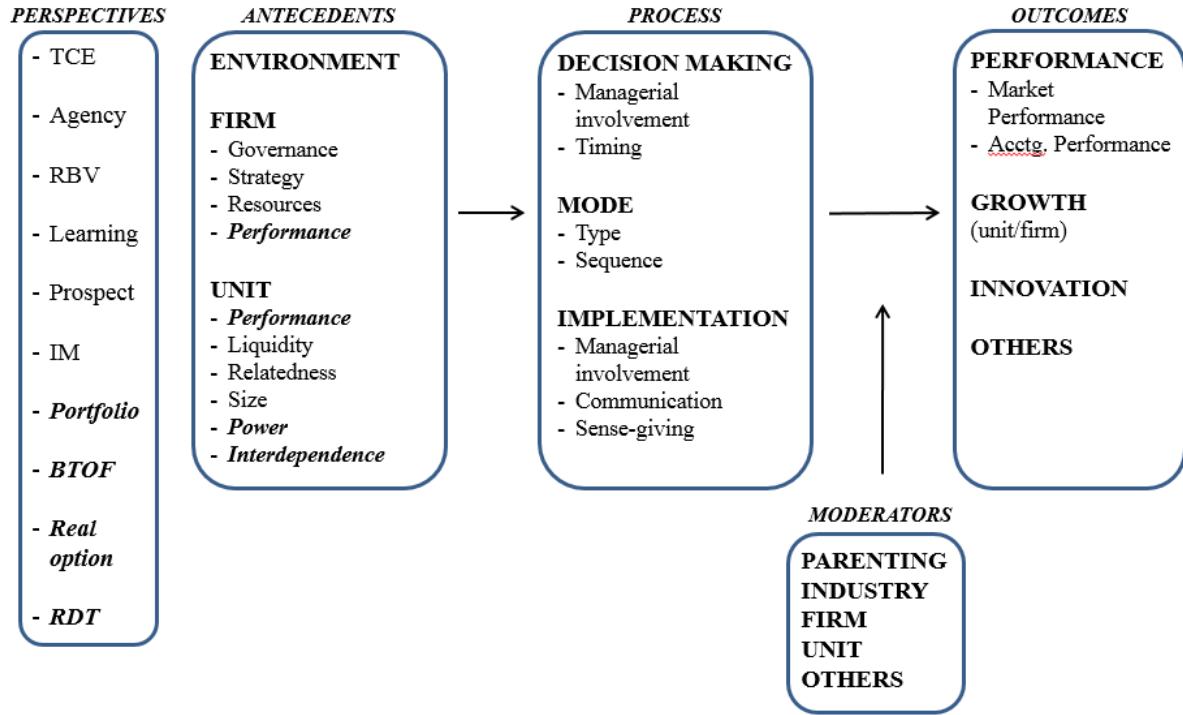 PERSPECTIVES
- TCE
- Agency
- RBV
- Learning
- Prospect
- IM
- Portfolio
- BTOF
- Real
option
- RDT
ANTECEDENTS
ENVIRONMENT
FIRM
- Governance
- Strategy
- Resources
- Performance
UNIT
- Performance
- Liquidity
- Relatedness
- Size
- Power
- Interdependence
PROCESS
DECISION MAKING
- Managerial
involvement
- Timing
MODE
- Type
- Sequence
IMPLEMENTATION
- Managerial
involvement
- Communication
- Sense-giving
OUTCOMES
PERFORMANCE
- Market
Performance
- Acctg. Performance
GROWTH
(unit/firm)
INNOVATION
OTHERS
MODERATORS
PARENTING
INDUSTRY
FIRM
UNIT
OTHERS